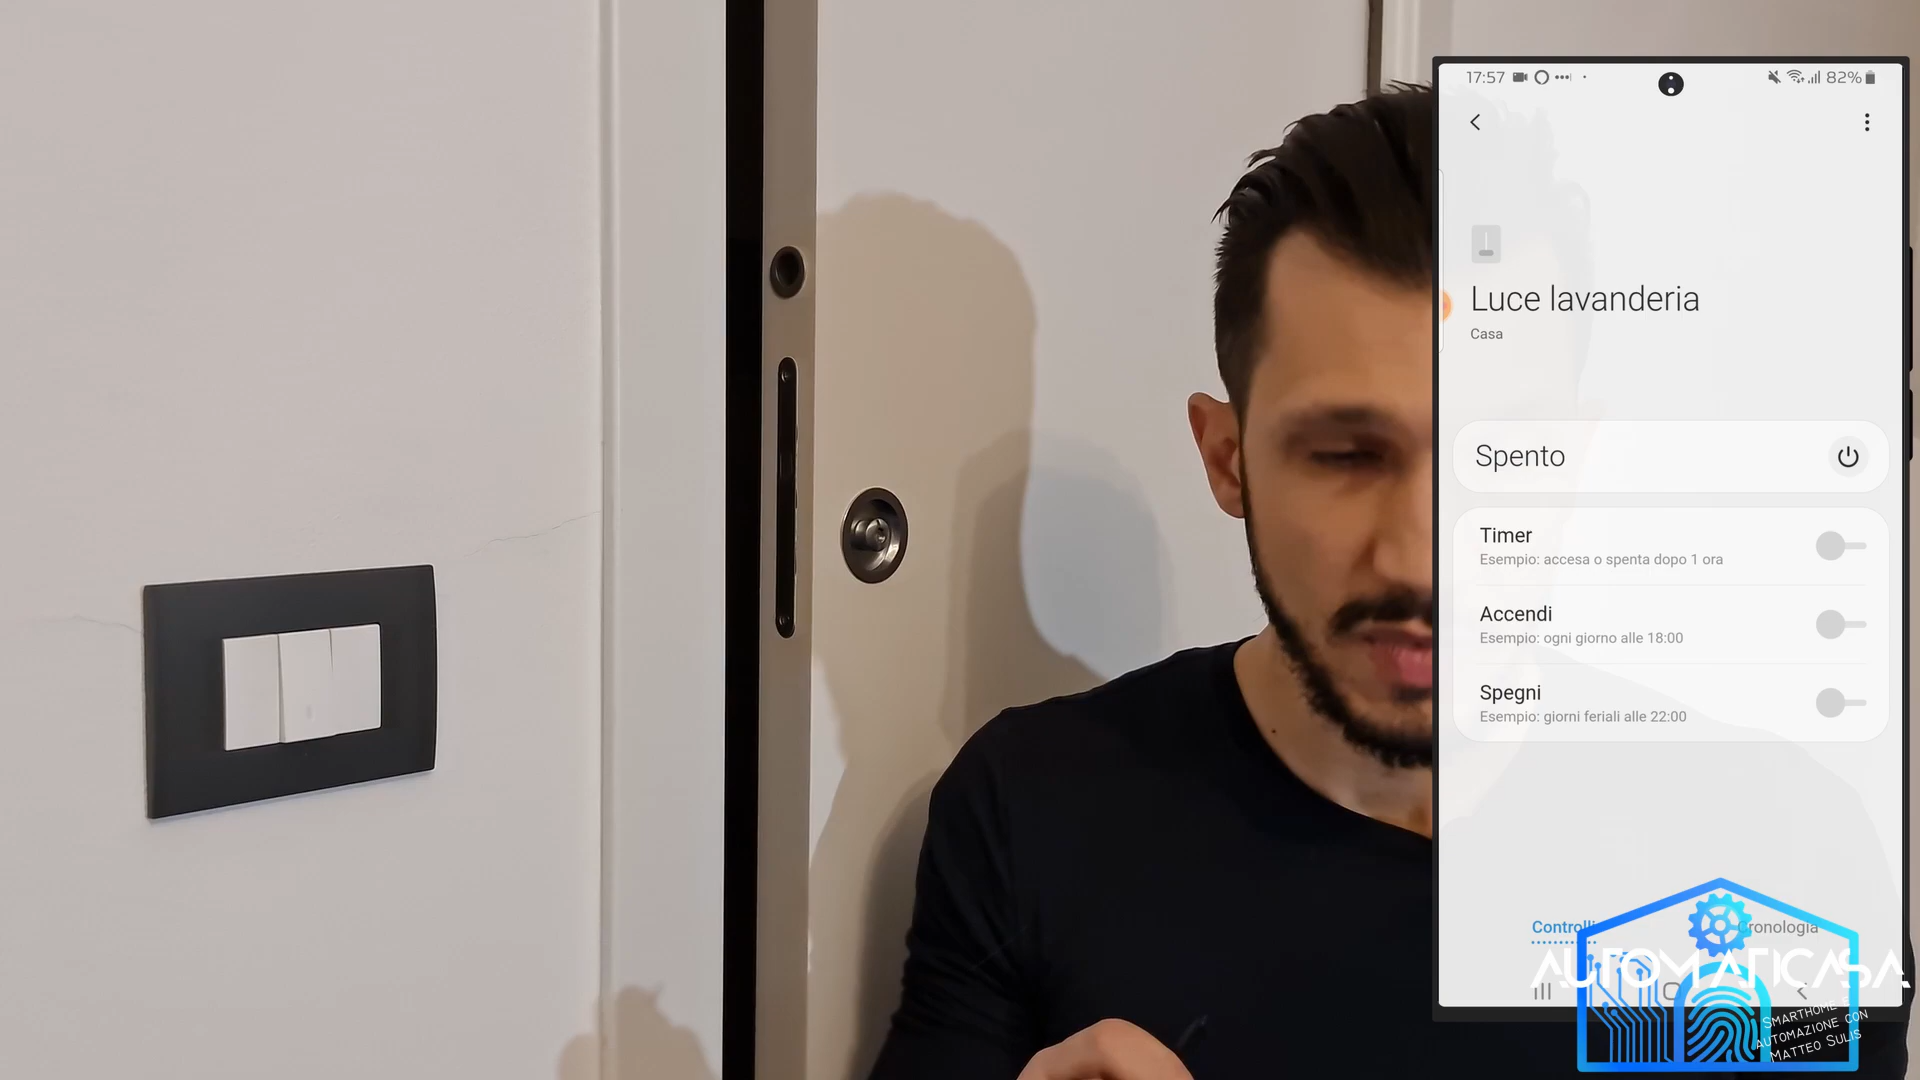 17:57
82%
Luce lavanderia
Casa
Spento
Timer
Esempio: accesa o spenta dopo 1 ora
Accendi
Esempio: ogni giorno alle 18:00
Spegni
Esempio: giorni feriali alle 22:00
Controlli
Cronologia
AUTOMATICASA
SMARTHOME E
AUTOMAZIONE CON
MATTEO SULIS